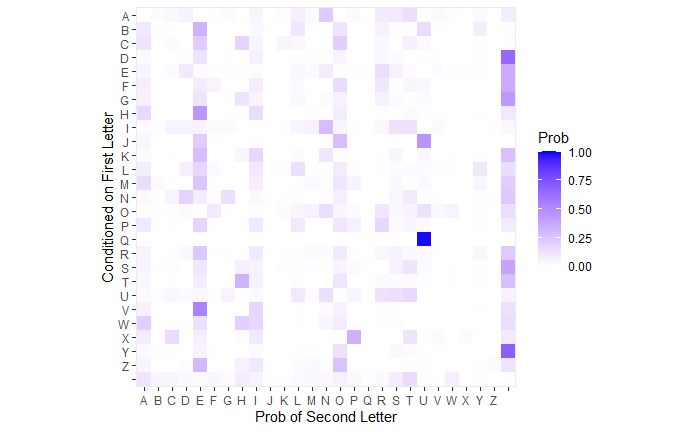 Conditioned on First Letter
A
B
C
D
E
F
G
H
I
J
K
L
M
N
O
P
Q
R
S
T
U
V
W
X
Y
Z
A B C D E F G H I J K L M N O P Q R S T U V W X Y Z
Prob of Second Letter
Prob
1.00
0.75
0.50
0.25
0.00